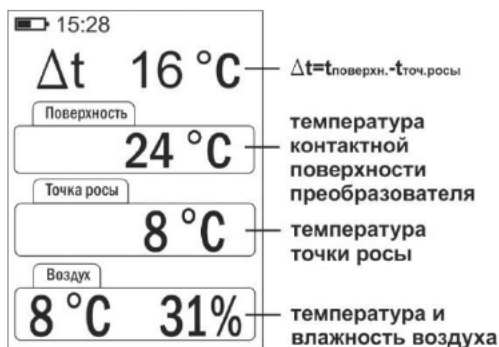 15:28
Δt 16 °C
Δt=tповерхн.-tточ.росы
Поверхность
24 °C
температура
контактной
поверхности
преобразователя
Точка росы
8 °C
температура
точки росы
Воздух
8 °C 31%
температура и
влажность воздуха